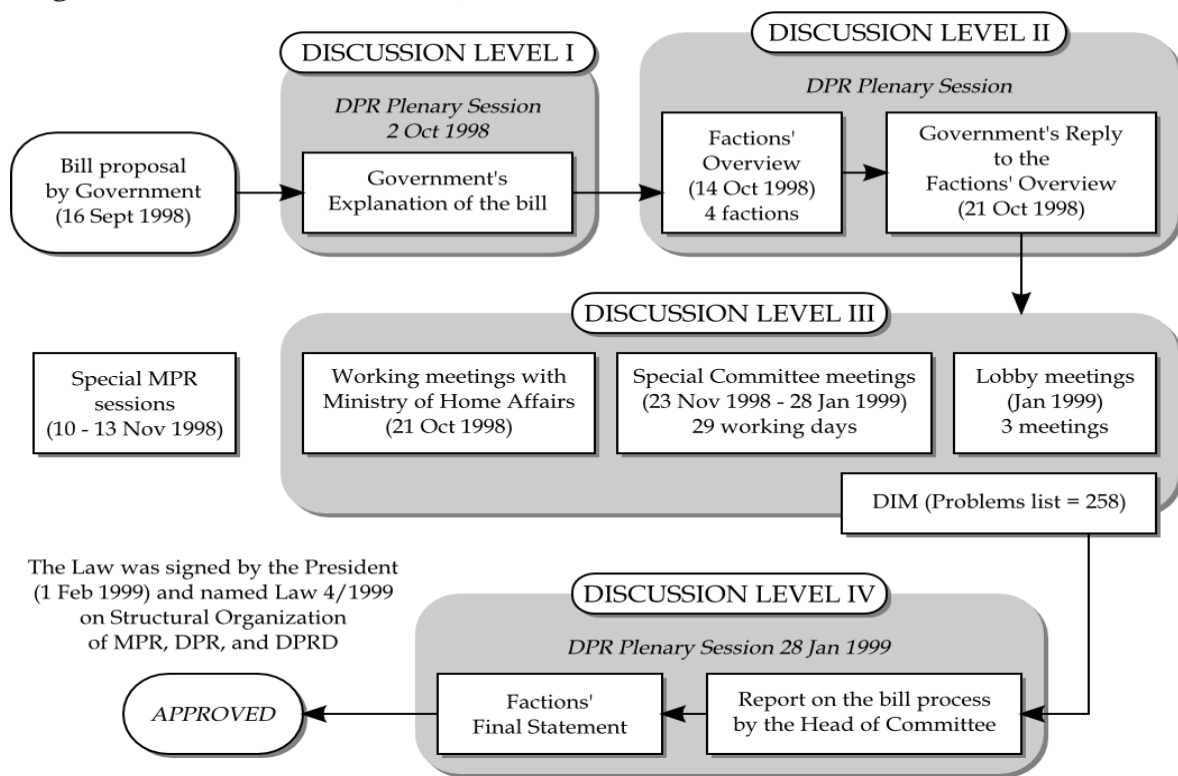 DISCUSSION LEVEL I
DPR Plenary Session
2 Oct 1998
Bill proposal
by Government
(16 Sept 1998)
Government's
Explanation of the bill
DISCUSSION LEVEL II
DPR Plenary Session
Factions'
Overview
(14 Oct 1998)
4 factions
Government's Reply
to the
Factions' Overview
(21 Oct 1998)
DISCUSSION LEVEL III
Special MPR
sessions
(10 - 13 Nov 1998)
Working meetings with
Ministry of Home Affairs
(21 Oct 1998)
Special Committee meetings
(23 Nov 1998 - 28 Jan 1999)
29 working days
Lobby meetings
(Jan 1999)
3 meetings
DIM (Problems list = 258)
The Law was signed by the President
(1 Feb 1999) and named Law 4/1999
on Structural Organization
of MPR, DPR, and DPRD
DISCUSSION LEVEL IV
DPR Plenary Session 28 Jan 1999
APPROVED
Factions'
Final Statement
Report on the bill process
by the Head of Committee